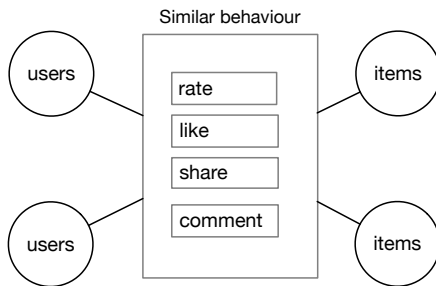 Similar behaviour
users
items
rate
like
share
comment
users
items